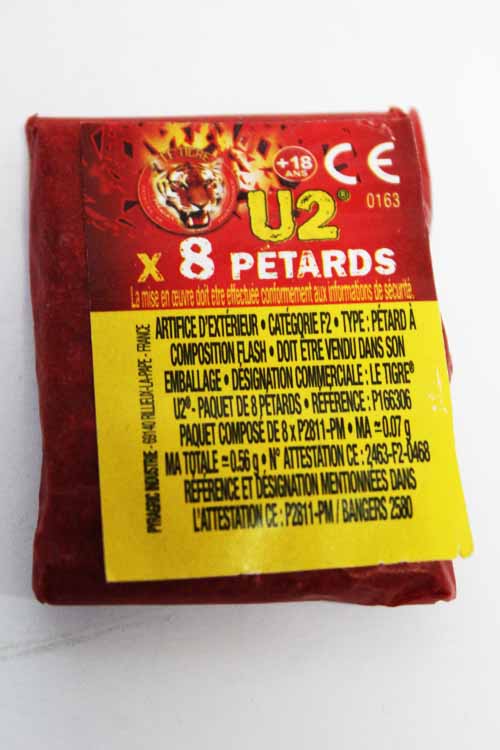 LE TIGRE
+18
ANS
CE
0163
U2®
X 8 PETARDS
La mise en œuvre doit etre effectuée conformément aux informations de sécurité.
ARTIFICE D'EXTÉRIEUR • CATÉGORIE F2 • TYPE : PÉTARD À
COMPOSITION FLASH • DOIT ÊTRE VENDU DANS SON
EMBALLAGE • DÉSIGNATION COMMERCIALE : LE TIGRE®
U2® - PAQUET DE 8 PÉTARDS • RÉFÉRENCE : P166306
PAQUET COMPOSÉ DE 8 x P2811-PM • MA ≃ 0.07 g
MA TOTALE ≃ 0.56 g • N° ATTESTATION CE : 2463-F2-0468
RÉFÉRENCE ET DÉSIGNATION MENTIONNÉES DANS
L'ATTESTATION CE : P2811-PM / BANGERS 2580
PYRAGRIC INDUSTRIE - 69140 RILLIEUX-LA-PAPE - FRANCE